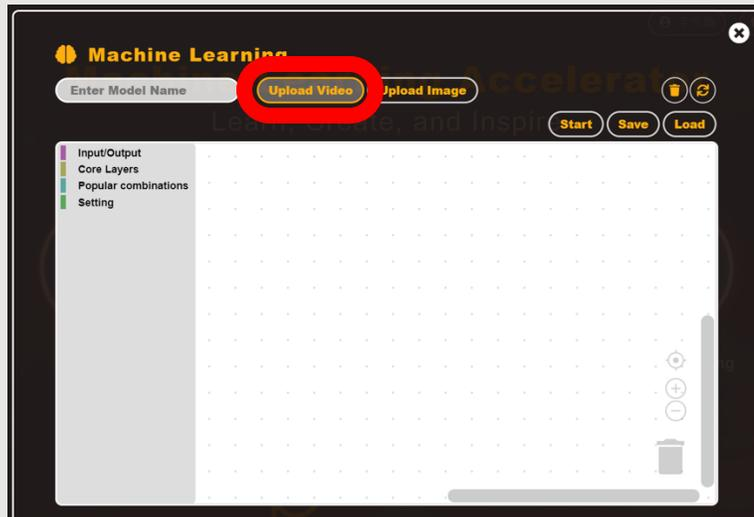 Machine Learning
Enter Model Name
Upload Video
Upload Image
Learn, Create, and Inspir
Start
Save
Load
Input/Output
Core Layers
Popular combinations
Setting